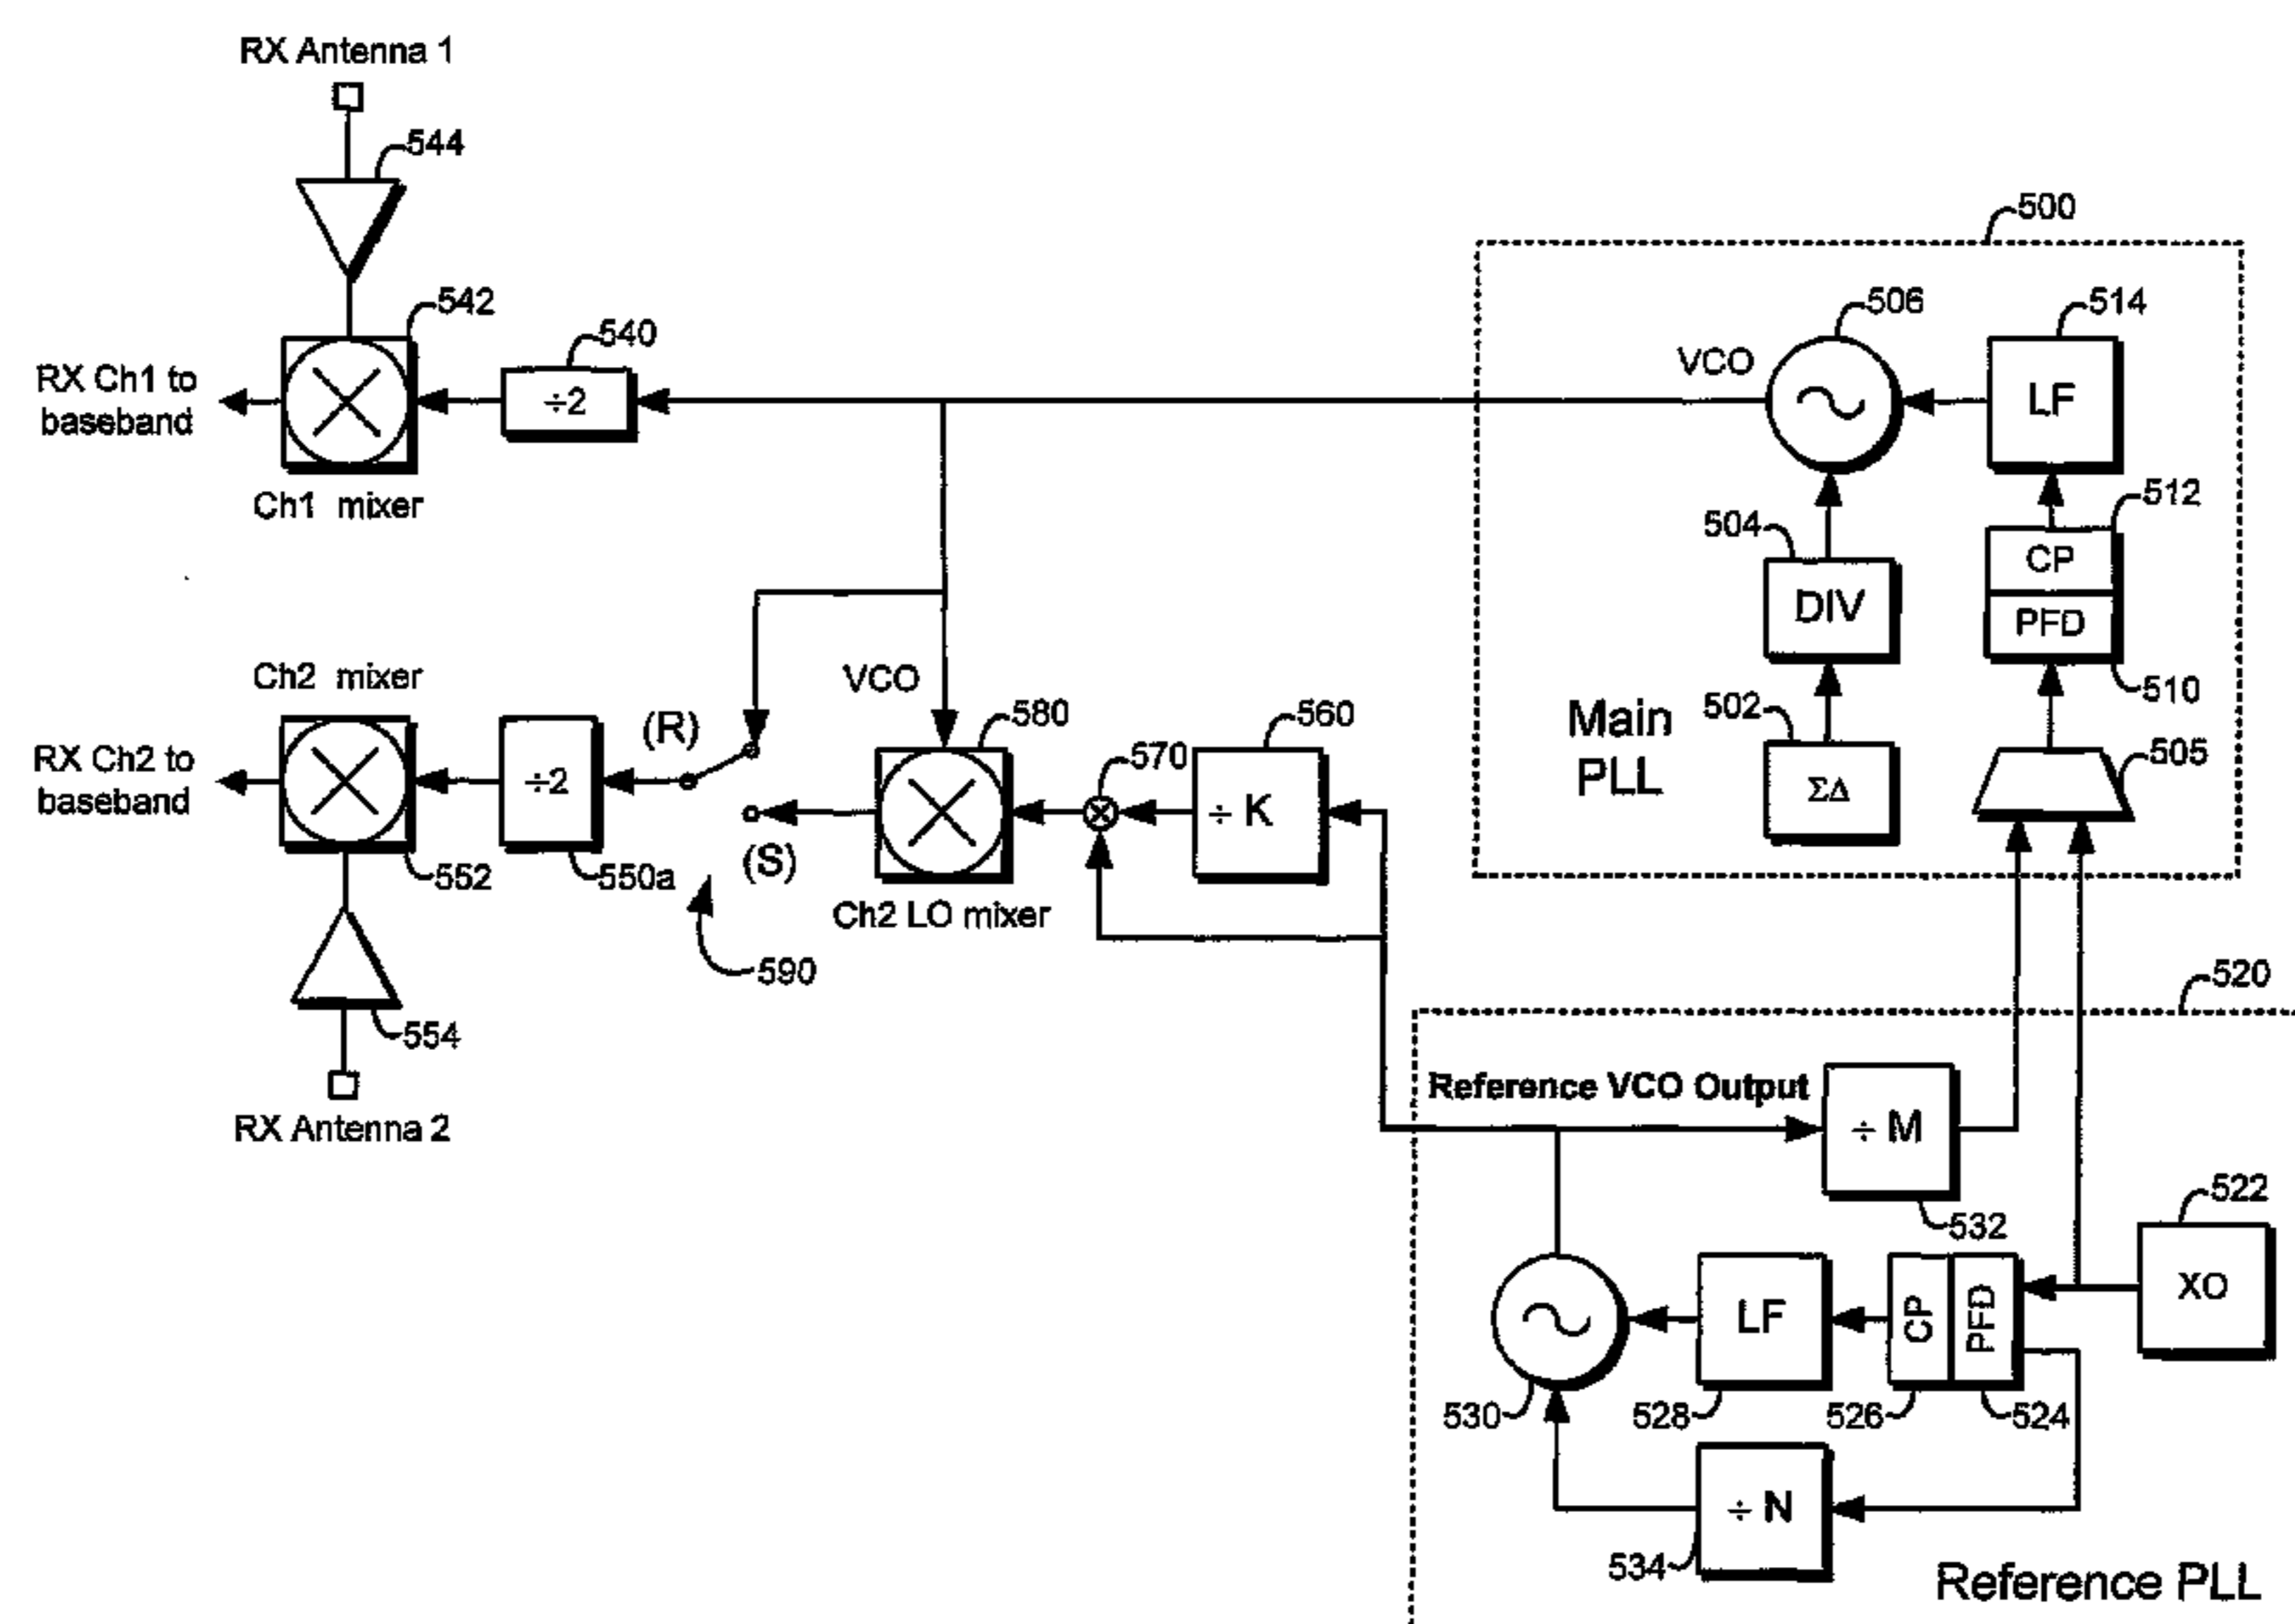 RX Antenna 1
544
500
542
506
514
540
VCO
RX Ch1 to
baseband
÷2
LF
Ch1 mixer
512
504
CP
DIV
PFD
Ch2 mixer
VCO
510
(R)
580
560
502
Main
PLL
505
570
RX Ch2 to
baseband
÷2
÷ K
ΣΔ
(S)
552
550a
Ch2 LO mixer
590
520
554
Reference VCO Output
÷ M
RX Antenna 2
522
532
XO
LF
CP
PFD
530
528
526
524
÷ N
534
Reference PLL